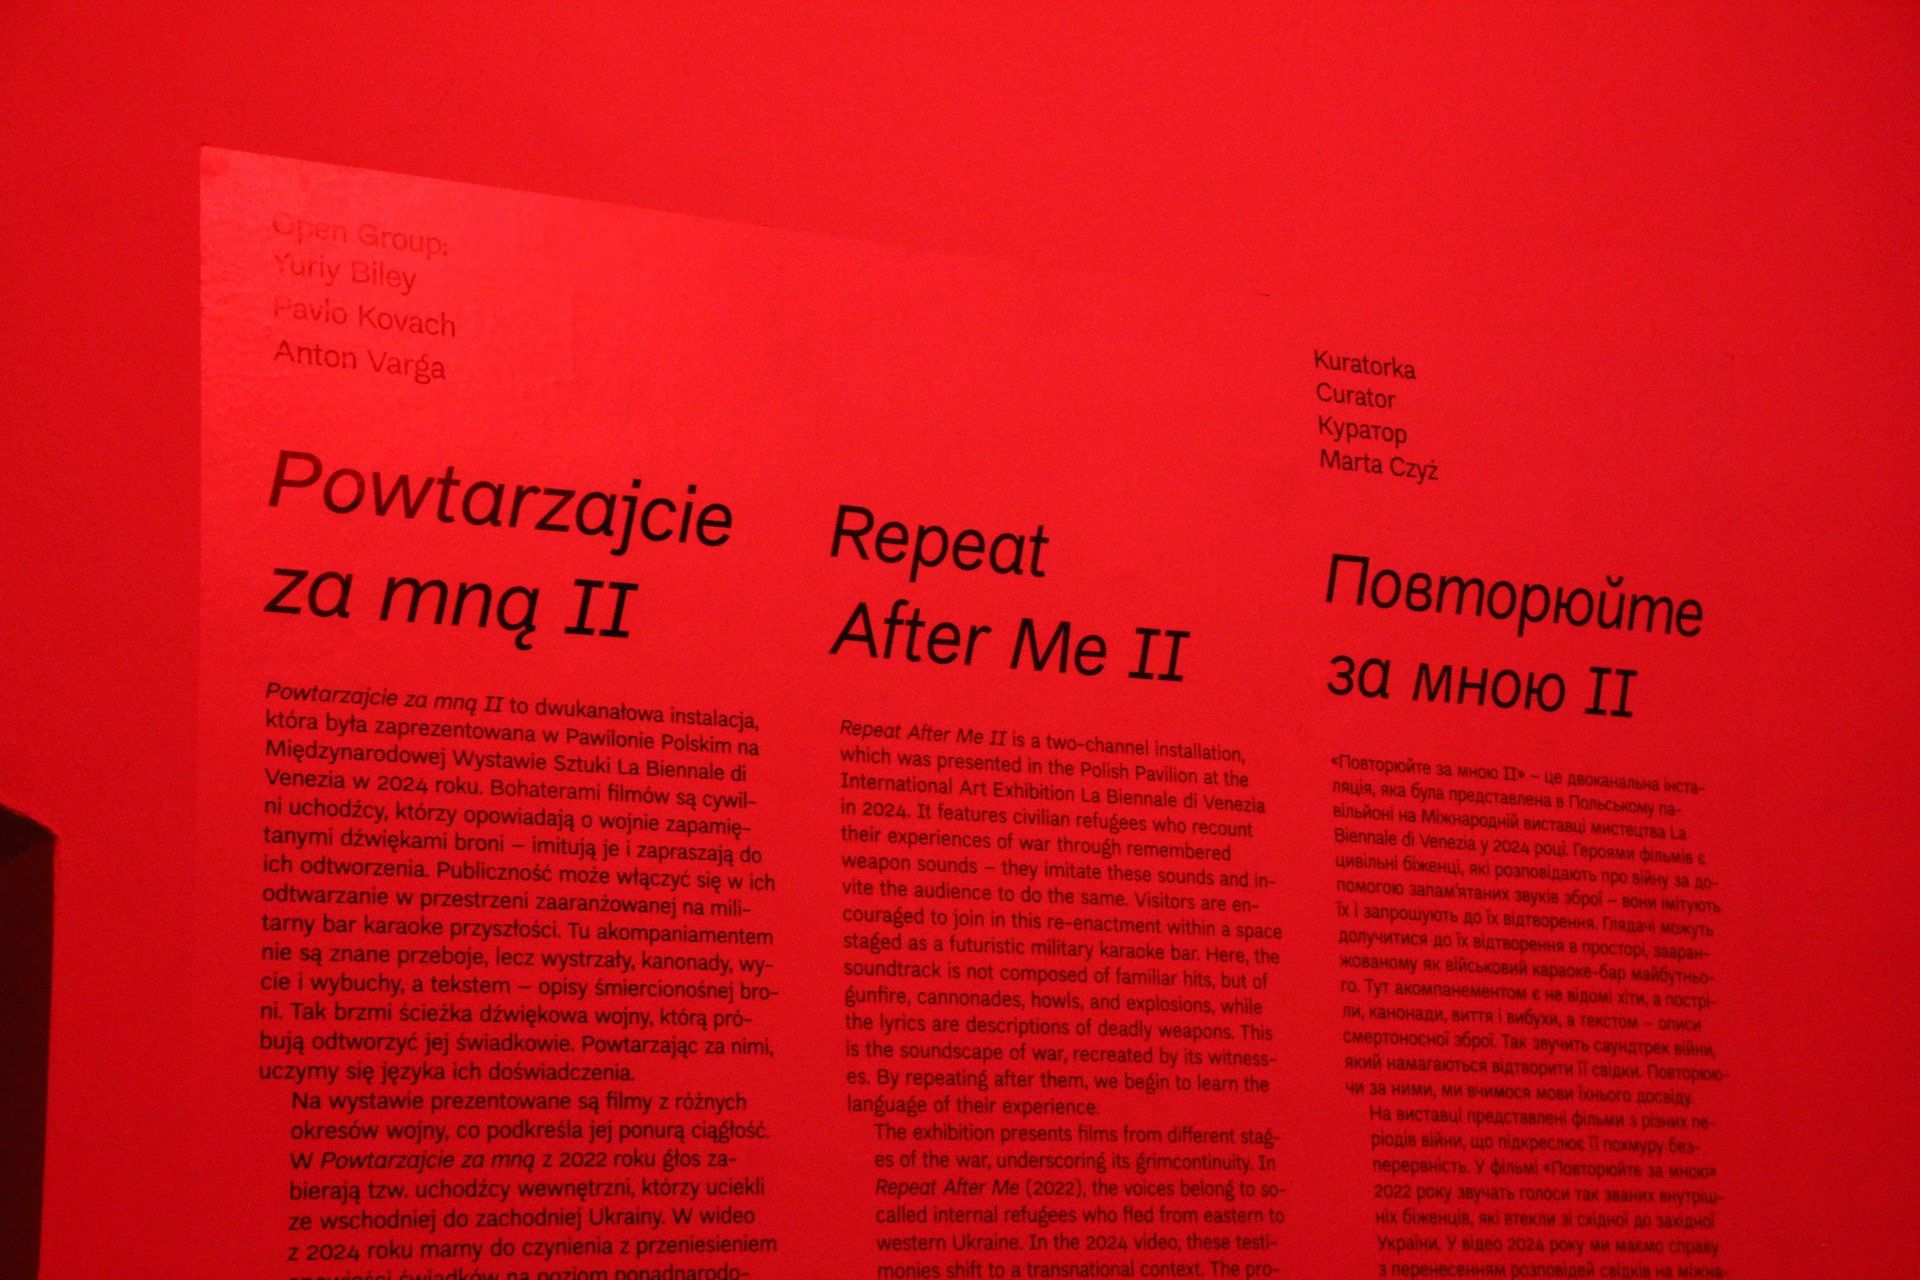 Open Group:
Yuriy Biley
Pavlo Kovach
Anton Varga
Kuratorka
Curator
Куратор
Marta Czyż
Powtarzajcie
za mną II
Powtarzajcie za mną II to dwukanałowa instalacja,
która była zaprezentowana w Pawilonie Polskim na
Międzynarodowej Wystawie Sztuki La Biennale di
Venezia w 2024 roku. Bohaterami filmów są cywil-
ni uchodźcy, którzy opowiadają o wojnie zapamię-
tanymi dźwiękami broni – imitują je i zapraszają do
ich odtworzenia. Publiczność może włączyć się w ich
odtwarzanie w przestrzeni zaaranżowanej na mili-
tarny bar karaoke przyszłości. Tu akompaniamentem
nie są znane przeboje, lecz wystrzały, kanonady, wy-
cie i wybuchy, a tekstem – opisy śmiercionośnej bro-
ni. Tak brzmi ścieżka dźwiękowa wojny, którą pró-
bują odtworzyć jej świadkowie. Powtarzając za nimi,
uczymy się języka ich doświadczenia.
Na wystawie prezentowane są filmy z różnych
okresów wojny, co podkreśla jej ponurą ciągłość.
W Powtarzajcie za mną z 2022 roku głos za-
bierają tzw. uchodźcy wewnętrzni, którzy uciekli
ze wschodniej do zachodniej Ukrainy. W wideo
z 2024 roku mamy do czynienia z przeniesieniem
opowieści świadków na poziom ponadnarodo-
Repeat
After Me II
Repeat After Me II is a two-channel installation,
which was presented in the Polish Pavilion at the
International Art Exhibition La Biennale di Venezia
in 2024. It features civilian refugees who recount
their experiences of war through remembered
weapon sounds – they imitate these sounds and in-
vite the audience to do the same. Visitors are en-
couraged to join in this re-enactment within a space
staged as a futuristic military karaoke bar. Here, the
soundtrack is not composed of familiar hits, but of
gunfire, cannonades, howls, and explosions, while
the lyrics are descriptions of deadly weapons. This
is the soundscape of war, recreated by its witness-
es. By repeating after them, we begin to learn the
language of their experience.
The exhibition presents films from different stag-
es of the war, underscoring its grimcontinuity. In
Repeat After Me (2022), the voices belong to so-
called internal refugees who fled from eastern to
western Ukraine. In the 2024 video, these testi-
monies shift to a transnational context. The pro-
Повторюйте
за мною II
«Повторюйте за мною II» – це двоканальна інста-
ляція, яка була представлена в Польському па-
вільйоні на Міжнародній виставці мистецтва La
Biennale di Venezia у 2024 році. Героями фільмів є
цивільні біженці, які розповідають про війну за до-
помогою запам'ятаних звуків зброї – вони імітують
їх і запрошують до їх відтворення. Глядачі можуть
долучитися до їх відтворення в просторі, зааран-
жованому як військовий караоке-бар майбутньо-
го. Тут акомпанементом є не відомі хіти, а пострі-
ли, канонади, виття і вибухи, а текстом – описи
смертоносної зброї. Так звучить саундтрек війни,
який намагаються відтворити її свідки. Повторюю-
чи за ними, ми вчимося мови їхнього досвіду.
На виставці представлені фільми з різних пе-
ріодів війни, що підкреслює її похмуру без-
перервність. У фільмі «Повторюйте за мною»
2022 року звучать голоси так званих внутріш-
ніх біженців, які втекли зі східної до західної
України. У відео 2024 року ми маємо справу
з перенесенням розповідей свідків на міжна-